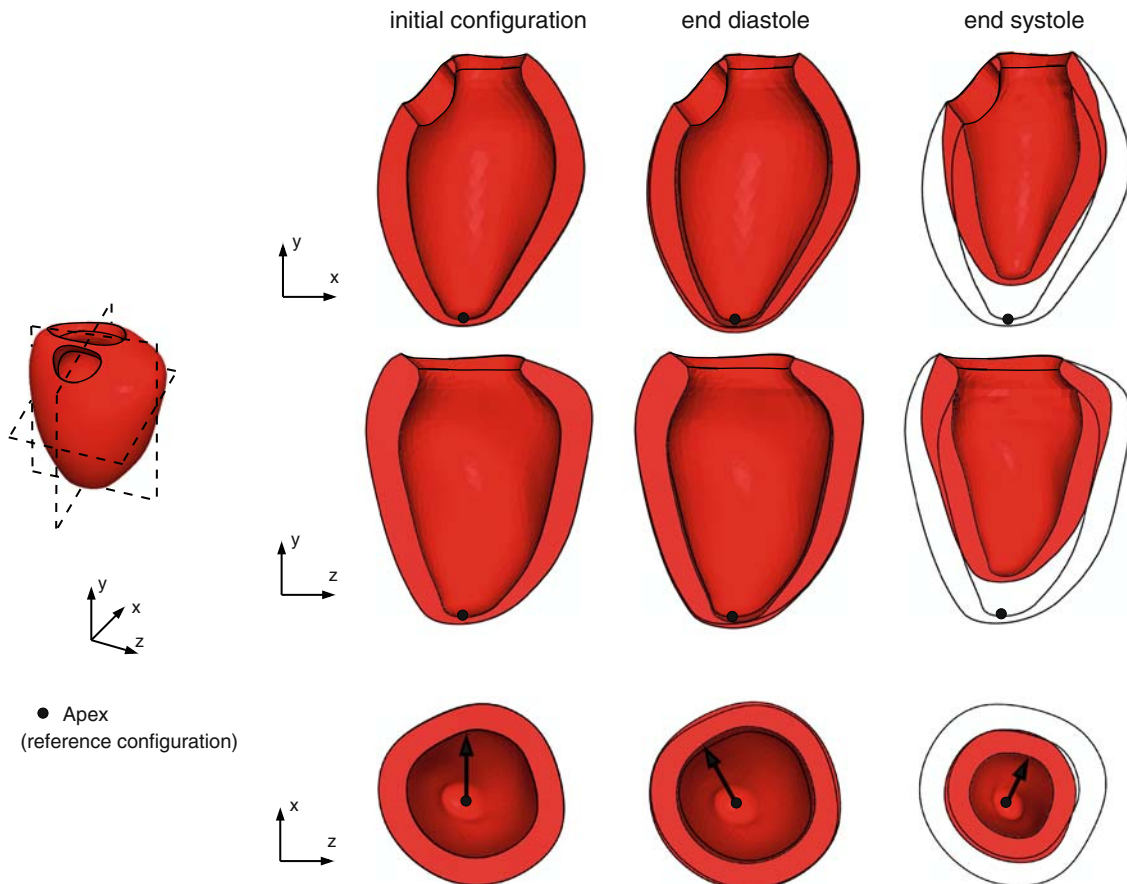 initial configuration end diastole end systole
y
x
y
z
y
x
z
Apex
(reference configuration)
x
z